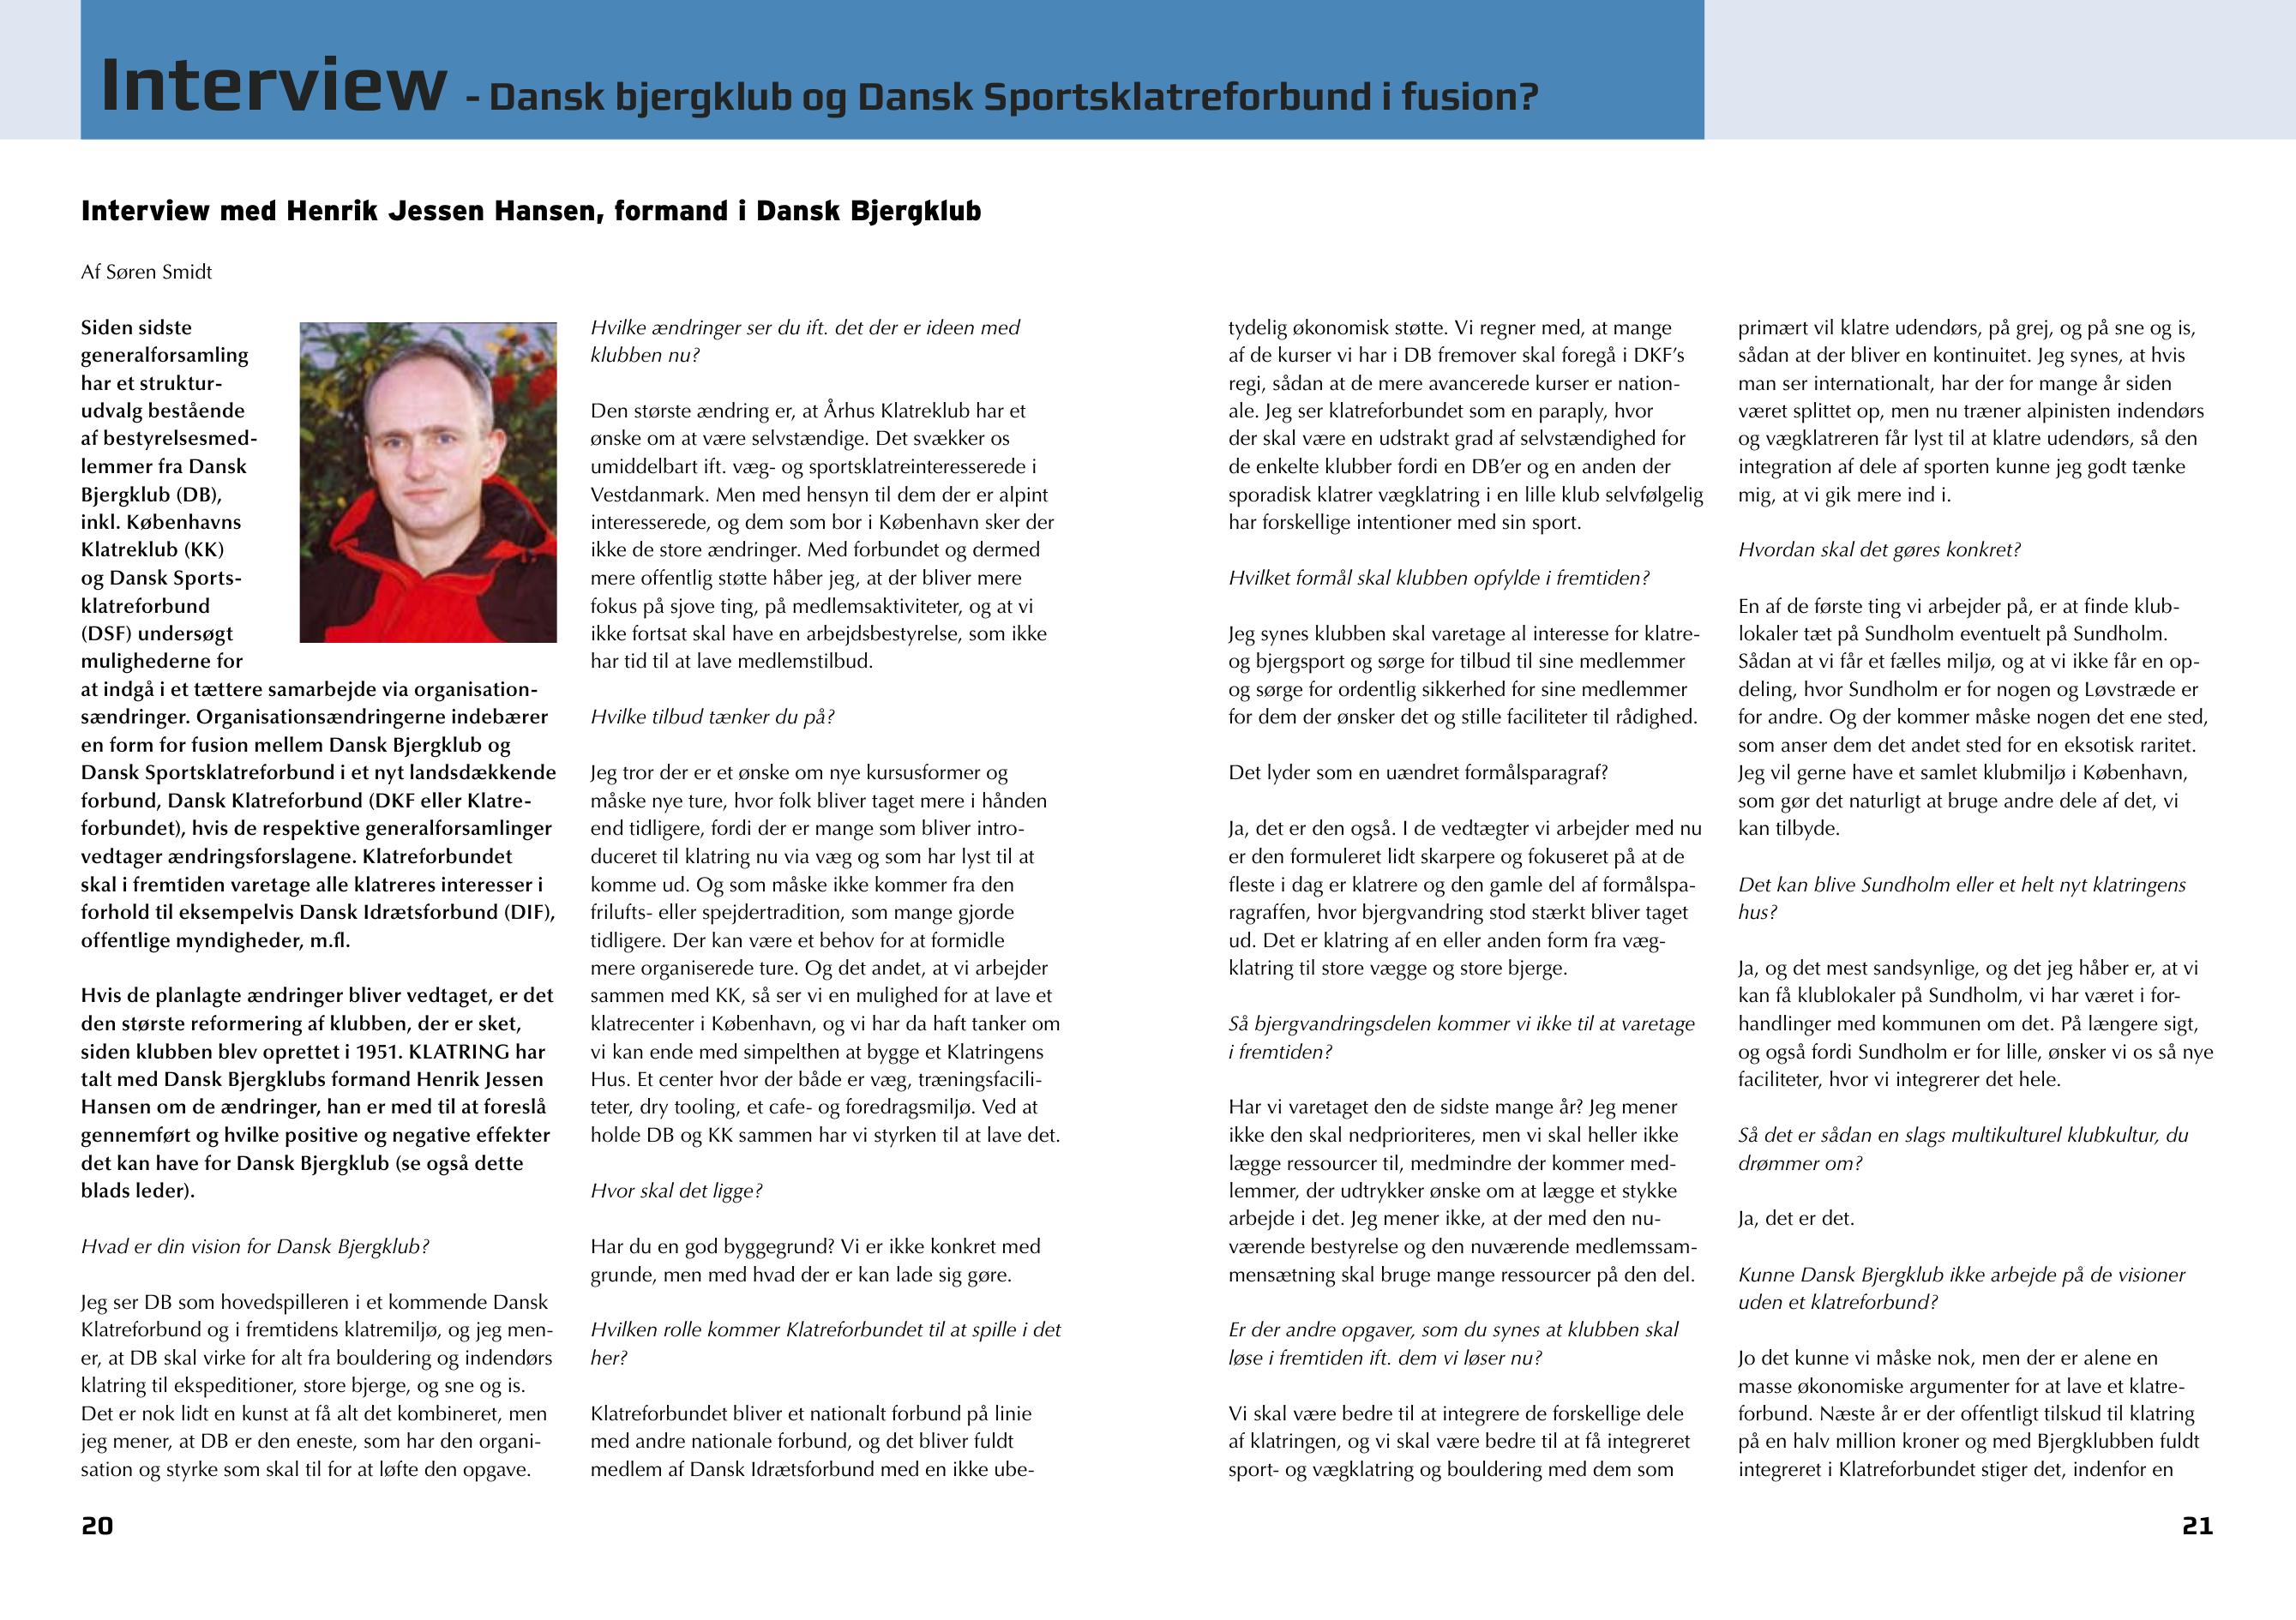 Interview - Dansk bjergklub og Dansk Sportsklatreforbund i fusion?
Interview med Henrik Jessen Hansen, formand i Dansk Bjergklub
Af Søren Smidt
Siden sidste
generalforsamling
har et struktur-
udvalg bestående
af bestyrelsesmed-
lemmer fra Dansk
Bjergklub (DB),
inkl. Københavns
Klatreklub (KK)
og Dansk Sports-
klatreforbund
(DSF) undersøgt
mulighederne for
at indgå i et tættere samarbejde via organisation-
sændringer. Organisationsændringerne indebærer
en form for fusion mellem Dansk Bjergklub og
Dansk Sportsklatreforbund i et nyt landsdækkende
forbund, Dansk Klatreforbund (DKF eller Klatre-
forbundet), hvis de respektive generalforsamlinger
vedtager ændringsforslagene. Klatreforbundet
skal i fremtiden varetage alle klatreres interesser i
forhold til eksempelvis Dansk Idrætsforbund (DIF),
offentlige myndigheder, m.fl.
Hvis de planlagte ændringer bliver vedtaget, er det
den største reformering af klubben, der er sket,
siden klubben blev oprettet i 1951. KLATRING har
talt med Dansk Bjergklubs formand Henrik Jessen
Hansen om de ændringer, han er med til at foreslå
gennemført og hvilke positive og negative effekter
det kan have for Dansk Bjergklub (se også dette
blads leder).
Hvad er din vision for Dansk Bjergklub?
Jeg ser DB som hovedspilleren i et kommende Dansk
Klatreforbund og i fremtidens klatremiljø, og jeg men-
er, at DB skal virke for alt fra bouldering og indendørs
klatring til ekspeditioner, store bjerge, og sne og is.
Det er nok lidt en kunst at få alt det kombineret, men
jeg mener, at DB er den eneste, som har den organi-
sation og styrke som skal til for at løfte den opgave.
Hvilke ændringer ser du ift. det der er ideen med
klubben nu?
Den største ændring er, at Århus Klatreklub har et
ønske om at være selvstændige. Det svækker os
umiddelbart ift. væg- og sportsklatreinteresserede i
Vestdanmark. Men med hensyn til dem der er alpint
interesserede, og dem som bor i København sker der
ikke de store ændringer. Med forbundet og dermed
mere offentlig støtte håber jeg, at der bliver mere
fokus på sjove ting, på medlemsaktiviteter, og at vi
ikke fortsat skal have en arbejdsbestyrelse, som ikke
har tid til at lave medlemstilbud.
Hvilke tilbud tænker du på?
Jeg tror der er et ønske om nye kursusformer og
måske nye ture, hvor folk bliver taget mere i hånden
end tidligere, fordi der er mange som bliver intro-
duceret til klatring nu via væg og som har lyst til at
komme ud. Og som måske ikke kommer fra den
frilufts- eller spejdertradition, som mange gjorde
tidligere. Der kan være et behov for at formidle
mere organiserede ture. Og det andet, at vi arbejder
sammen med KK, så ser vi en mulighed for at lave et
klatrecenter i København, og vi har da haft tanker om
vi kan ende med simpelthen at bygge et Klatringens
Hus. Et center hvor der både er væg, træningsfacili-
teter, dry tooling, et cafe- og foredragsmiljø. Ved at
holde DB og KK sammen har vi styrken til at lave det.
Hvor skal det ligge?
Har du en god byggegrund? Vi er ikke konkret med
grunde, men med hvad der er kan lade sig gøre.
Hvilken rolle kommer Klatreforbundet til at spille i det
her?
Klatreforbundet bliver et nationalt forbund på linie
med andre nationale forbund, og det bliver fuldt
medlem af Dansk Idrætsforbund med en ikke ube-
20
tydelig økonomisk støtte. Vi regner med, at mange
af de kurser vi har i DB fremover skal foregå i DKF's
regi, sådan at de mere avancerede kurser er nation-
ale. Jeg ser klatreforbundet som en paraply, hvor
der skal være en udstrakt grad af selvstændighed for
de enkelte klubber fordi en DB'er og en anden der
sporadisk klatrer vægklatring i en lille klub selvfølgelig
har forskellige intentioner med sin sport.
Hvilket formål skal klubben opfylde i fremtiden?
Jeg synes klubben skal varetage al interesse for klatre-
og bjergsport og sørge for tilbud til sine medlemmer
og sørge for ordentlig sikkerhed for sine medlemmer
for dem der ønsker det og stille faciliteter til rådighed.
Det lyder som en uændret formålsparagraf?
Ja, det er den også. I de vedtægter vi arbejder med nu
er den formuleret lidt skarpere og fokuseret på at de
fleste i dag er klatrere og den gamle del af formålspa-
ragraffen, hvor bjergvandring stod stærkt bliver taget
ud. Det er klatring af en eller anden form fra væg-
klatring til store vægge og store bjerge.
Så bjergvandringsdelen kommer vi ikke til at varetage
i fremtiden?
Har vi varetaget den de sidste mange år? Jeg mener
ikke den skal nedprioriteres, men vi skal heller ikke
lægge ressourcer til, medmindre der kommer med-
lemmer, der udtrykker ønske om at lægge et stykke
arbejde i det. Jeg mener ikke, at der med den nu-
værende bestyrelse og den nuværende medlemssam-
mensætning skal bruge mange ressourcer på den del.
Er der andre opgaver, som du synes at klubben skal
løse i fremtiden ift. dem vi løser nu?
Vi skal være bedre til at integrere de forskellige dele
af klatringen, og vi skal være bedre til at få integreret
sport- og vægklatring og bouldering med dem som
primært vil klatre udendørs, på grej, og på sne og is,
sådan at der bliver en kontinuitet. Jeg synes, at hvis
man ser internationalt, har der for mange år siden
været splittet op, men nu træner alpinisten indendørs
og vægklatreren får lyst til at klatre udendørs, så den
integration af dele af sporten kunne jeg godt tænke
mig, at vi gik mere ind i.
Hvordan skal det gøres konkret?
En af de første ting vi arbejder på, er at finde klub-
lokaler tæt på Sundholm eventuelt på Sundholm.
Sådan at vi får et fælles miljø, og at vi ikke får en op-
deling, hvor Sundholm er for nogen og Løvstræde er
for andre. Og der kommer måske nogen det ene sted,
som anser dem det andet sted for en eksotisk raritet.
Jeg vil gerne have et samlet klubmiljø i København,
som gør det naturligt at bruge andre dele af det, vi
kan tilbyde.
Det kan blive Sundholm eller et helt nyt klatringens
hus?
Ja, og det mest sandsynlige, og det jeg håber er, at vi
kan få klublokaler på Sundholm, vi har været i for-
handlinger med kommunen om det. På længere sigt,
og også fordi Sundholm er for lille, ønsker vi os så nye
faciliteter, hvor vi integrerer det hele.
Så det er sådan en slags multikulturel klubkultur, du
drømmer om?
Ja, det er det.
Kunne Dansk Bjergklub ikke arbejde på de visioner
uden et klatreforbund?
Jo det kunne vi måske nok, men der er alene en
masse økonomiske argumenter for at lave et klatre-
forbund. Næste år er der offentligt tilskud til klatring
på en halv million kroner og med Bjergklubben fuldt
integreret i Klatreforbundet stiger det, indenfor en
21